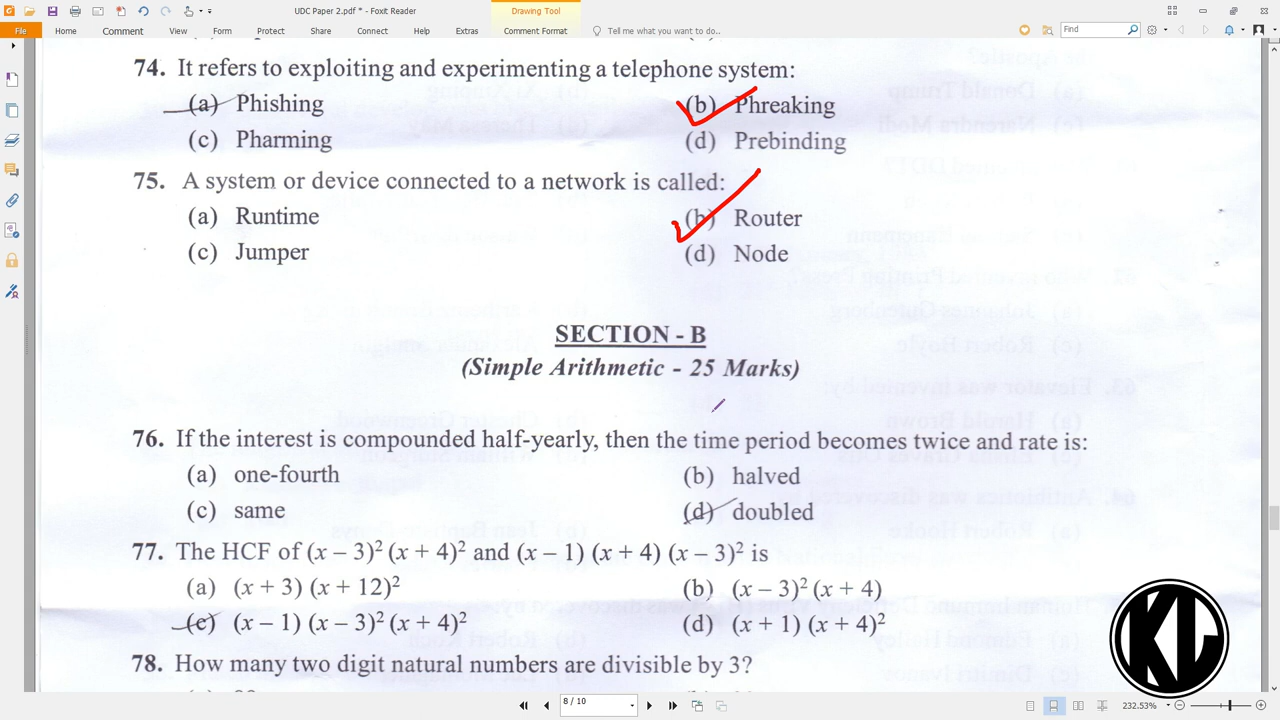 UDC Paper 2.pdf * - Foxit Reader
Drawing Tool
File Home Comment View Form Protect Share Connect Help Extras Comment Format Tell me what you want to do.. Find
74. It refers to exploiting and experimenting a telephone system:
(a) Phishing (b) Phreaking
(c) Pharming (d) Prebinding
75. A system or device connected to a network is called:
(a) Runtime (b) Router
(c) Jumper (d) Node
SECTION - B
(Simple Arithmetic - 25 Marks)
76. If the interest is compounded half-yearly, then the time period becomes twice and rate is:
(a) one-fourth (b) halved
(c) same (d) doubled
77. The HCF of (x – 3)² (x + 4)² and (x – 1) (x + 4) (x – 3)² is
(a) (x + 3) (x + 12)² (b) (x – 3)² (x + 4)
(c) (x – 1) (x – 3)² (x + 4)² (d) (x + 1) (x + 4)²
78. How many two digit natural numbers are divisible by 3?
KL
8 / 10
232.53%